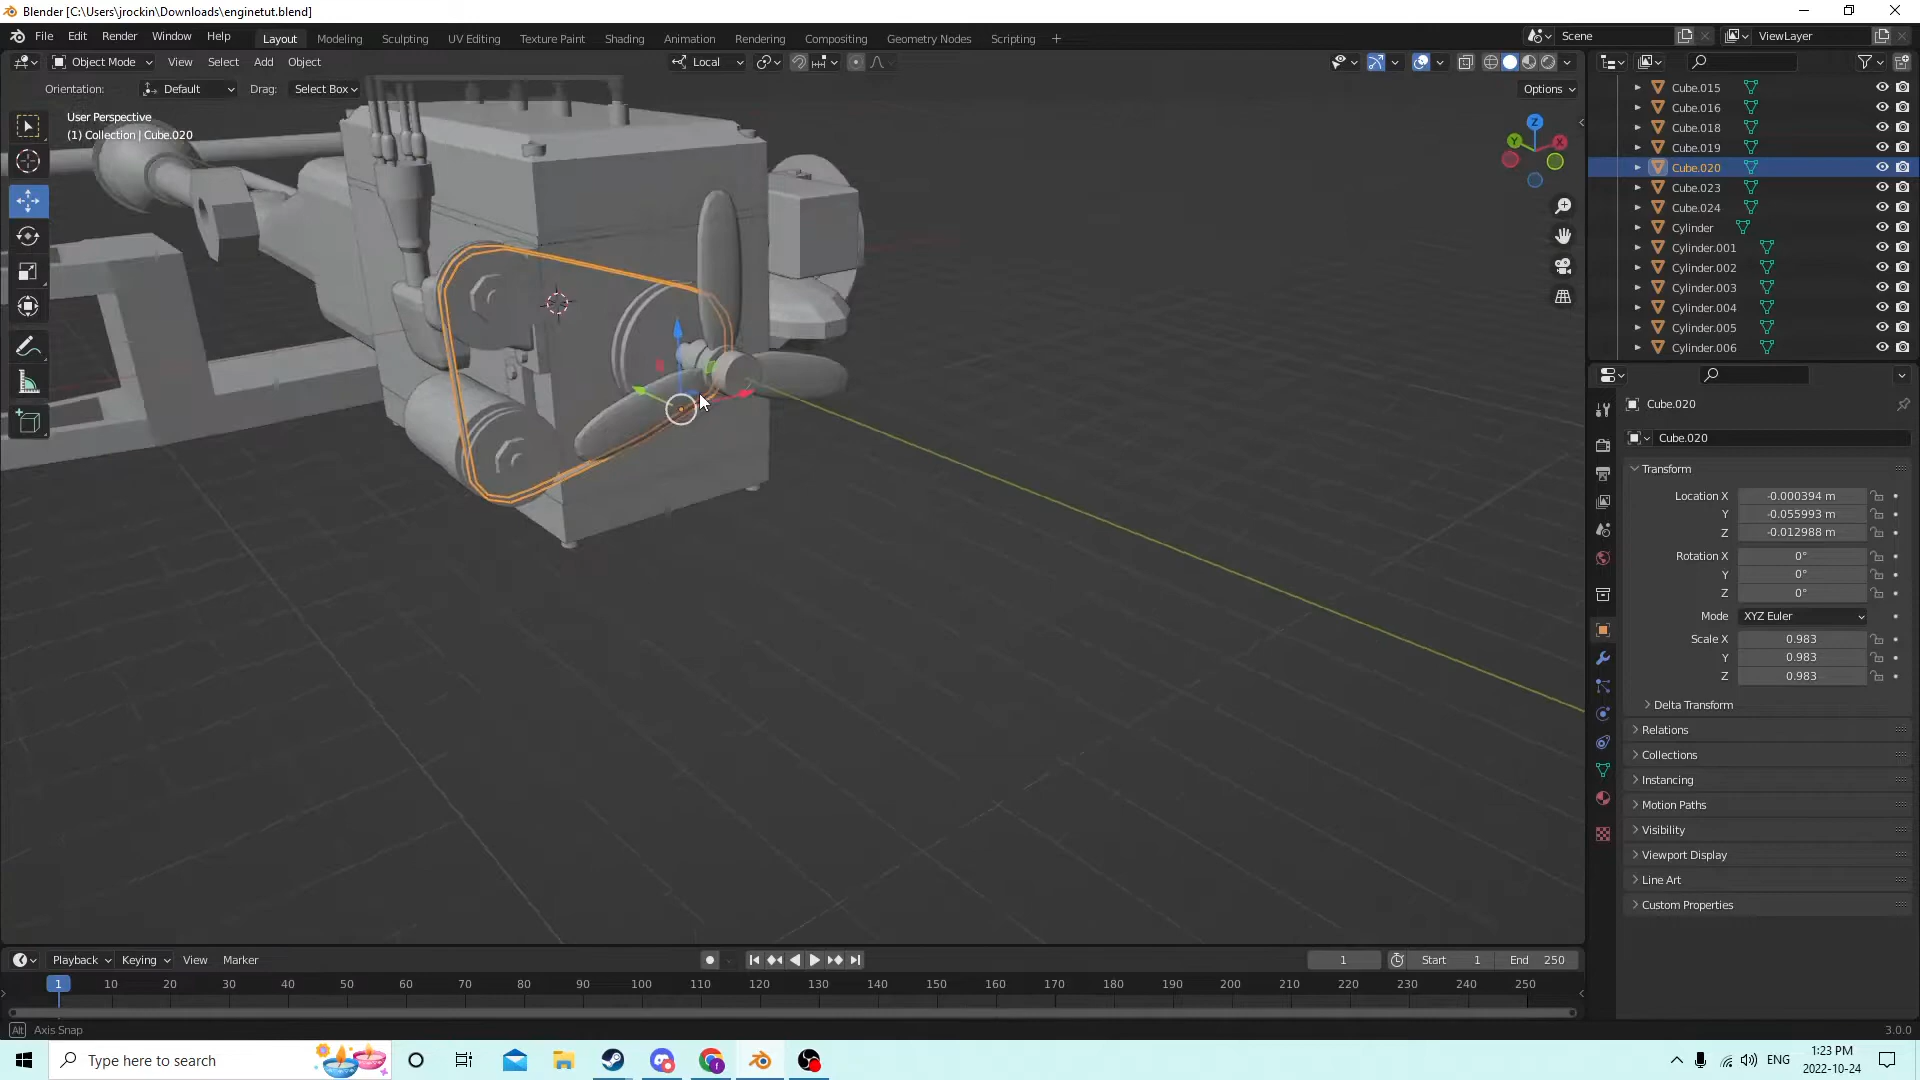 Blender [C:\Users\jrockin\Downloads\enginetut.blend]
File Edit Render Window Help Layout Modeling Sculpting UV Editing Texture Paint Shading Animation Rendering Compositing Geometry Nodes Scripting + Scene ViewLayer
Object Mode View Select Add Object Local
Orientation: Default Drag: Select Box Options
User Perspective
(1) Collection | Cube.020
Z
Y X
Cube.015
Cube.016
Cube.018
Cube.019
Cube.020
Cube.023
Cube.024
Cylinder
Cylinder.001
Cylinder.002
Cylinder.003
Cylinder.004
Cylinder.005
Cylinder.006
Cube.020
Cube.020
Transform
Location X -0.000394 m
Y -0.055993 m
Z -0.012988 m
Rotation X 0°
Y 0°
Z 0°
Mode XYZ Euler
Scale X 0.983
Y 0.983
Z 0.983
Delta Transform
Relations
Collections
Instancing
Motion Paths
Visibility
Viewport Display
Line Art
Custom Properties
Playback Keying View Marker 1 Start 1 End 250
1 10 20 30 40 50 60 70 80 90 100 110 120 130 140 150 160 170 180 190 200 210 220 230 240 250
Alt Axis Snap 3.0.0
Type here to search ENG 1:23 PM
2022-10-24